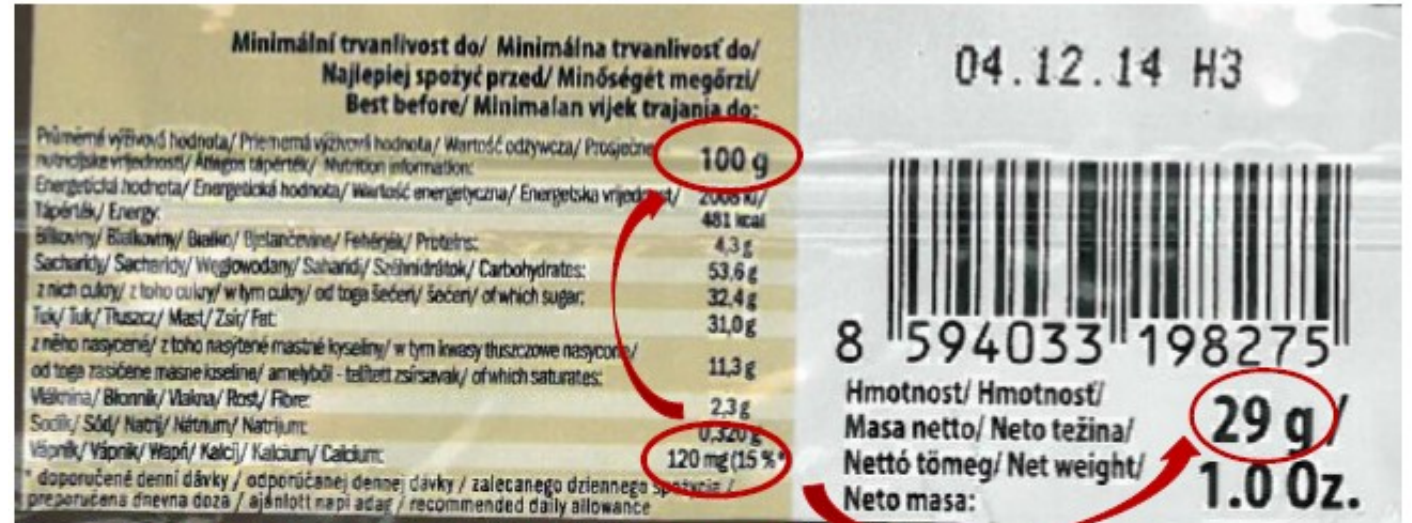 Minimální trvanlivost do/ Minimálna trvanlivosť do/
Najlepiej spożyć przed/ Minőségét megőrzi/
Best before/ Minimalan vijek trajanja do:
04.12.14 H3
Průměrná výživová hodnota/ Priemerná výživová hodnota/ Wartość odżywcza/ Prosječne
nutricijske vrijednosti/ Átlagos tápérték/ Nutrition information:
100 g
Energetická hodnota/ Energetická hodnota/ Wartość energetyczna/ Energetska vrijednost/
Tápérték/ Energy:
481 kcal
Bílkoviny/ Bielkoviny/ Białko/ Bjelančevine/ Fehérjék/ Proteins: 4,3 g
Sacharidy/ Sacharidy/ Węglowodany/ Saharidi/ Szénhidrátok/ Carbohydrates: 53,6 g
z nich cukry/ z toho cukry/ w tym cukry/ od toga šećeri/ of which sugar: 32,4 g
Tuk/ Tuk/ Tłuszcz/ Mast/ Zsír/ Fat: 31,0 g
z něho nasycené/ z toho nasýtené mastné kyseliny/ w tym kwasy tłuszczowe
od toga zasićene masne kiseline/ amelyből - telített zsírsavak/ of which saturates: 11,3 g
Vláknina/ Błonnik/ Vlakna/ Rost/ Fibre: 2,3 g
Sodík/ Sód/ Natrij/ Nátrium/ Natrijum: 0,320 g
Vápník/ Vápnik/ Wapń/ Kalcij/ Kalcium/ Calcium: 120 mg (15 %*
* doporučené denní dávky / odporúčanej dennej dávky / zalecanego dziennego spożycia /
preporučena dnevna doza / ajánlott napi adag / recommended daily allowance
8 594033 198275
Hmotnost/ Hmotnosť/
Masa netto/ Neto težina/
Nettó tömeg/ Net weight/
Neto masa:
29 g /
1.0 Oz.